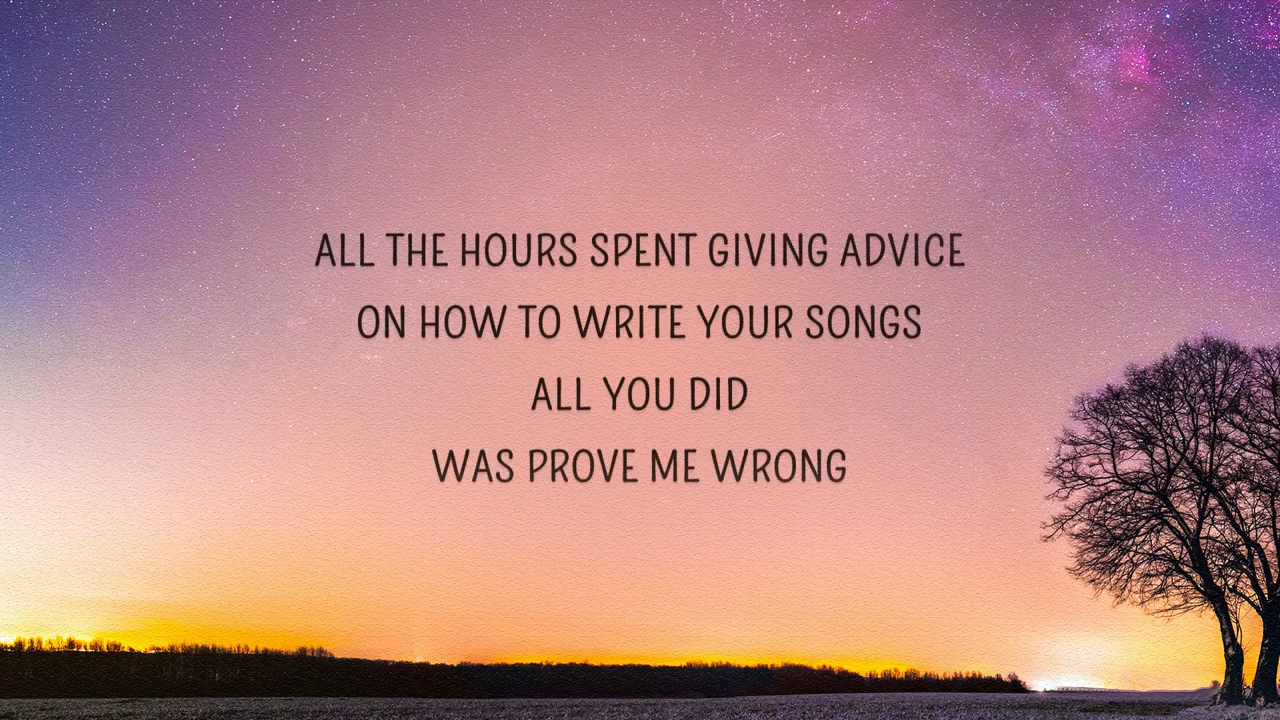 ALL THE HOURS SPENT GIVING ADVICE
ON HOW TO WRITE YOUR SONGS
ALL YOU DID
WAS PROVE ME WRONG